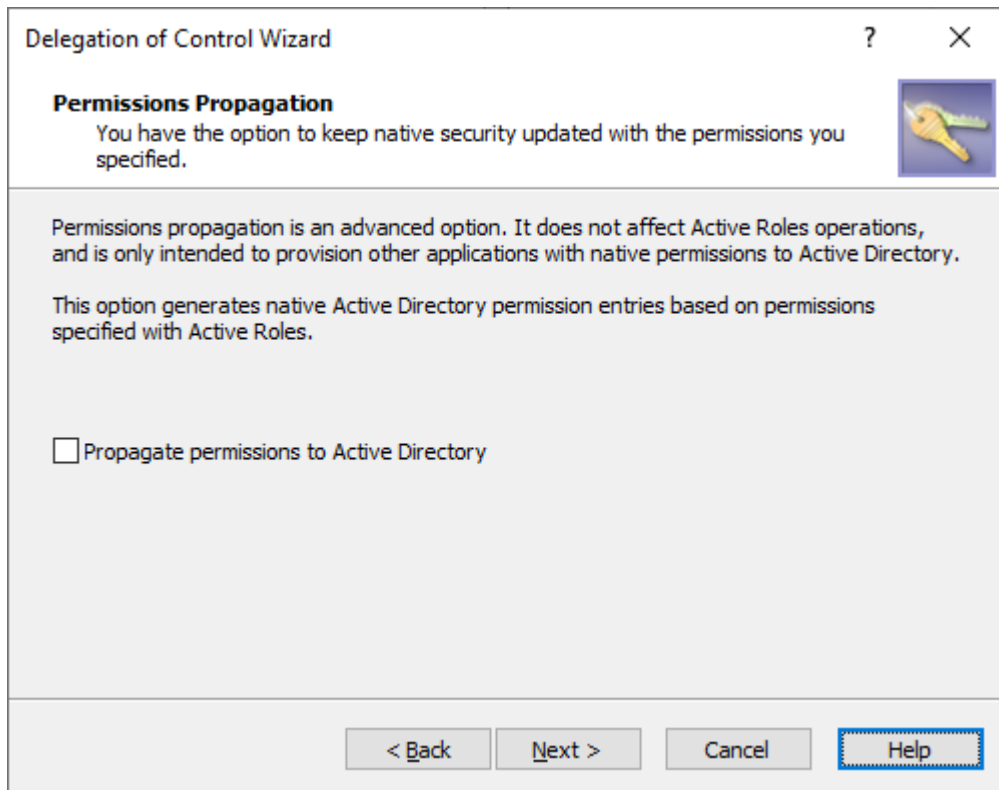 Delegation of Control Wizard
?
Permissions Propagation
You have the option to keep native security updated with the permissions you
specified.
Permissions propagation is an advanced option. It does not affect Active Roles operations,
and is only intended to provision other applications with native permissions to Active Directory.
This option generates native Active Directory permission entries based on permissions
specified with Active Roles.
Propagate permissions to Active Directory
< Back Next > Cancel Help